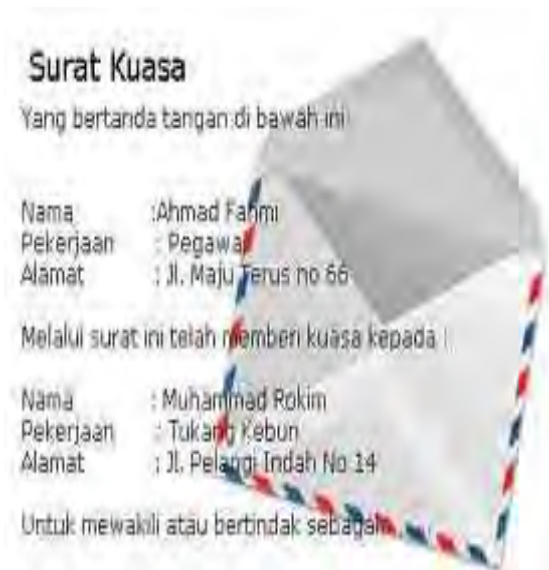 Surat Kuasa
Yang bertanda tangan di bawah ini
Nama :Ahmad Fahmi
Pekerjaan : Pegawai
Alamat : Jl. Maju Terus no 66
Melalui surat ini telah memberi kuasa kepada :
Nama : Muhammad Rokim
Pekerjaan : Tukang Kebun
Alamat : Jl. Pelangi Indah No 14
Untuk mewakili atau bertindak sebagai...